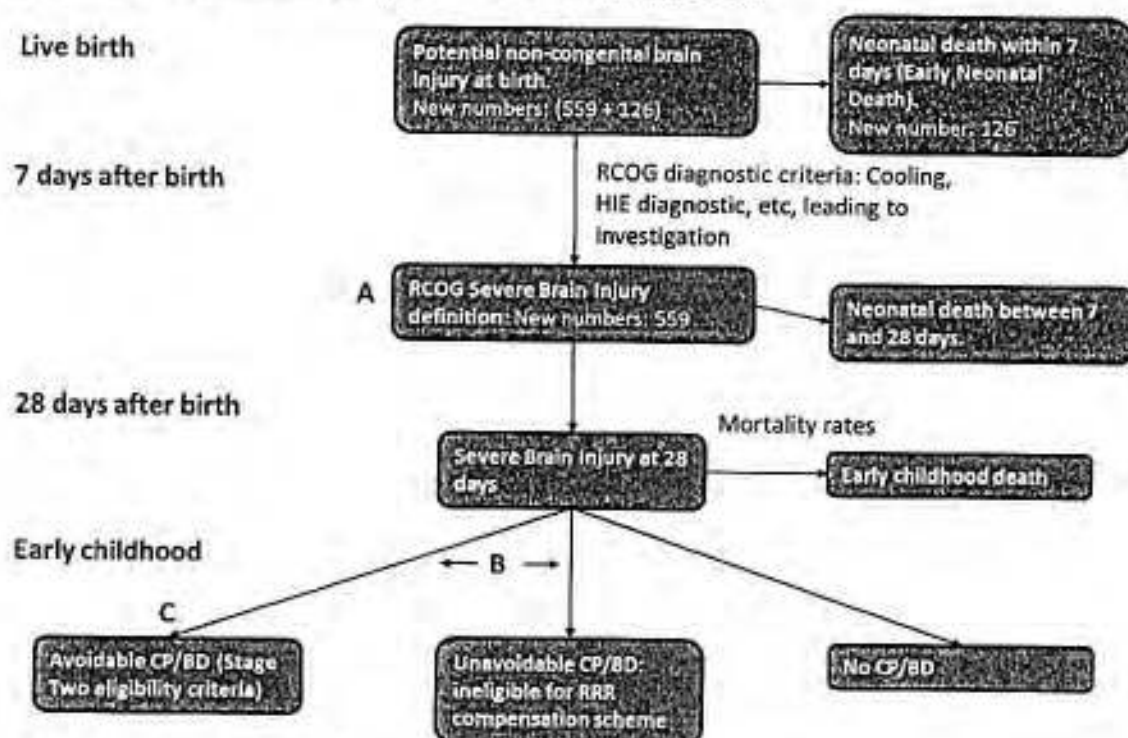 Live birth
Potential non-congenital brain
Injury at birth.
New numbers: (559 + 126)
Neonatal death within 7
days (Early Neonatal
Death).
New number: 126
7 days after birth
RCOG diagnostic criteria: Cooling,
HIE diagnostic, etc, leading to
investigation
A
RCOG Severe Brain Injury
definition: New numbers: 559
Neonatal death between 7
and 28 days.
28 days after birth
Mortality rates
Severe Brain Injury at 28
days
Early childhood death
Early childhood
B
C
Avoidable CP/BD (Stage
Two eligibility criteria)
Unavoidable CP/BD:
ineligible for RRR
compensation scheme
No CP/BD